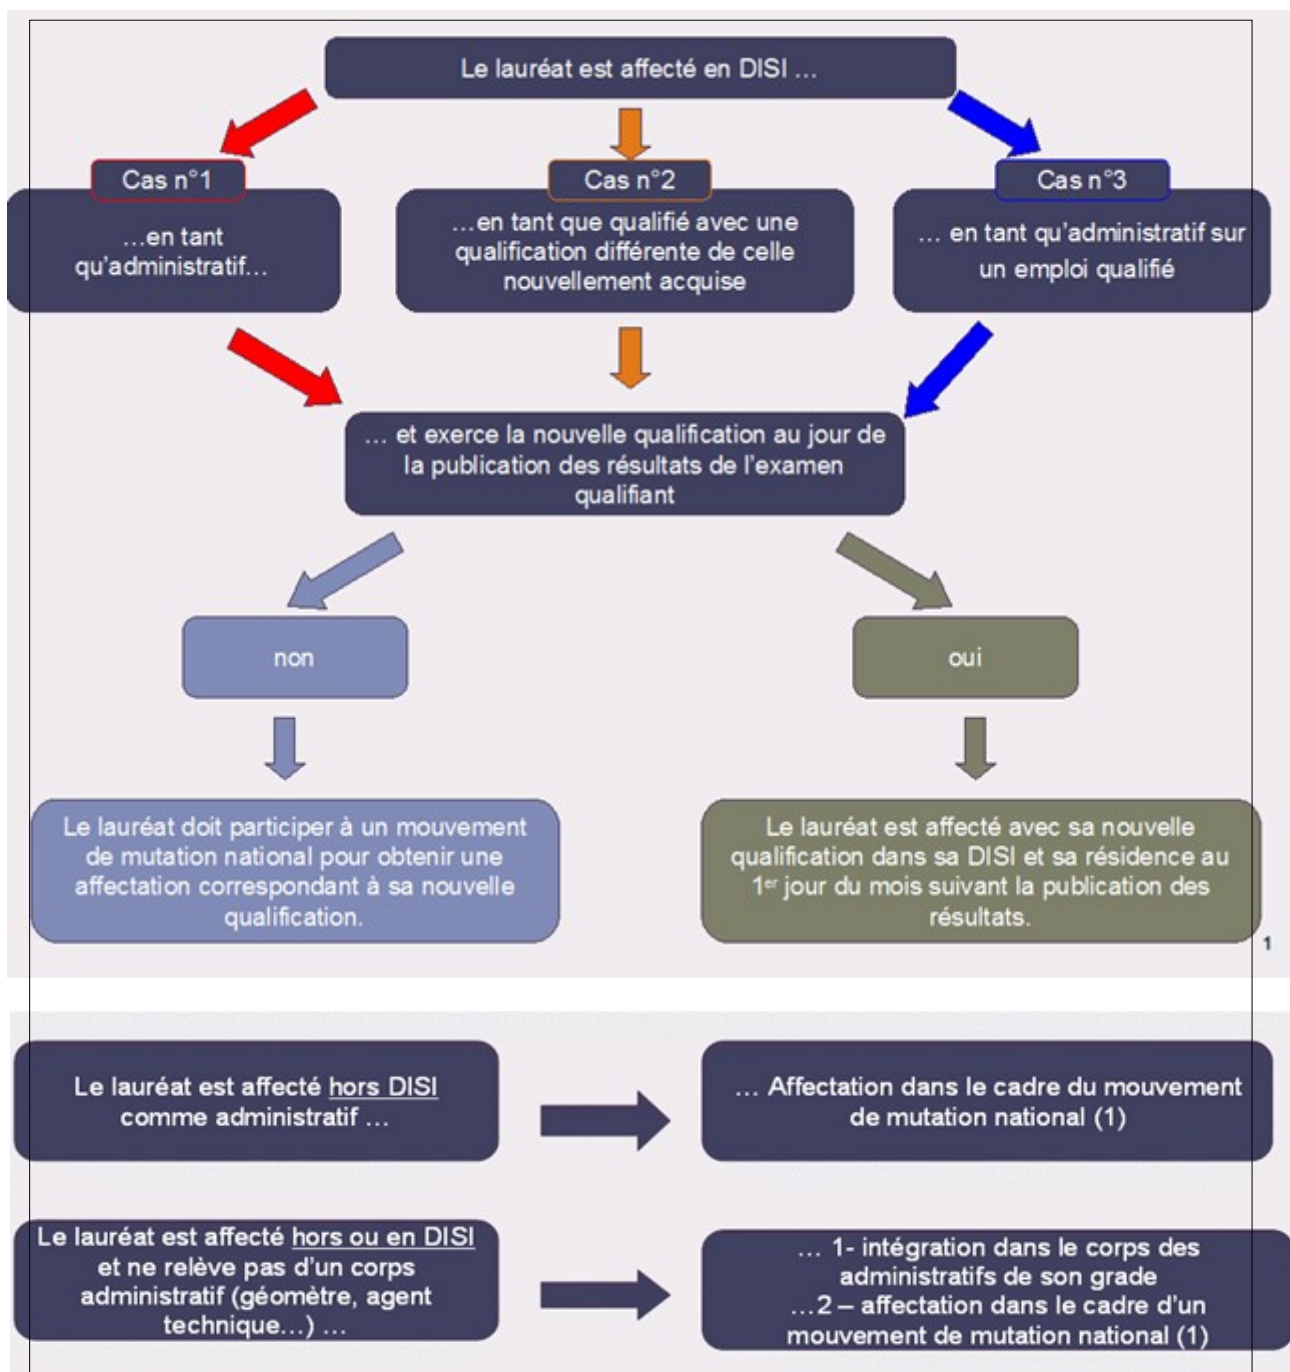 Le lauréat est affecté en DISI …
Cas n°1
…en tant
qu’administratif…
Cas n°2
…en tant que qualifié avec une
qualification différente de celle
nouvellement acquise
Cas n°3
… en tant qu’administratif sur
un emploi qualifié
… et exerce la nouvelle qualification au jour de
la publication des résultats de l’examen
qualifiant
non
oui
Le lauréat doit participer à un mouvement
de mutation national pour obtenir une
affectation correspondant à sa nouvelle
qualification.
Le lauréat est affecté avec sa nouvelle
qualification dans sa DISI et sa résidence au
1er jour du mois suivant la publication des
résultats.
1
Le lauréat est affecté hors DISI
comme administratif …
… Affectation dans le cadre du mouvement
de mutation national (1)
Le lauréat est affecté hors ou en DISI
et ne relève pas d’un corps
administratif (géomètre, agent
technique…) …
… 1- intégration dans le corps des
administratifs de son grade
…2 – affectation dans le cadre d’un
mouvement de mutation national (1)